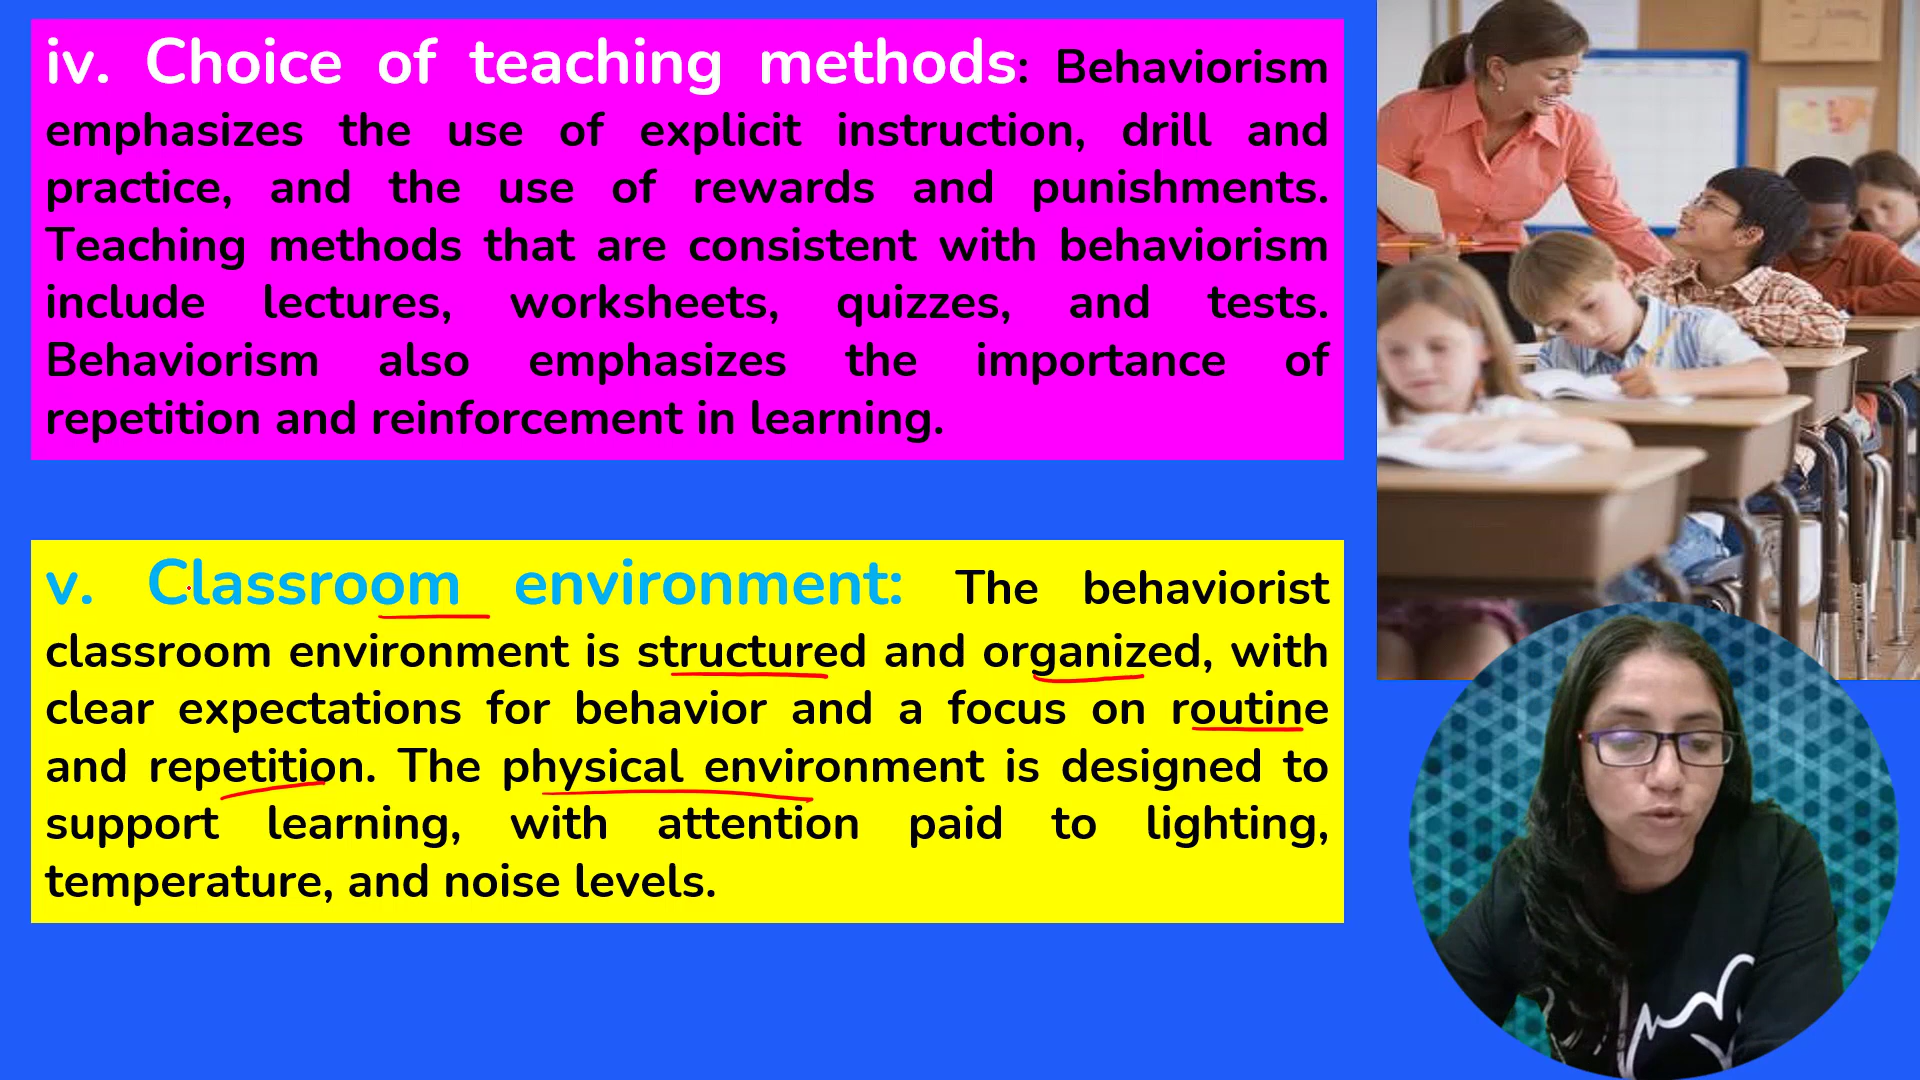 iv. Choice of teaching methods: Behaviorism
emphasizes the use of explicit instruction, drill and
practice, and the use of rewards and punishments.
Teaching methods that are consistent with behaviorism
include lectures, worksheets, quizzes, and tests.
Behaviorism also emphasizes the importance of
repetition and reinforcement in learning.
v. Classroom environment: The behaviorist
classroom environment is structured and organized, with
clear expectations for behavior and a focus on routine
and repetition. The physical environment is designed to
support learning, with attention paid to lighting,
temperature, and noise levels.